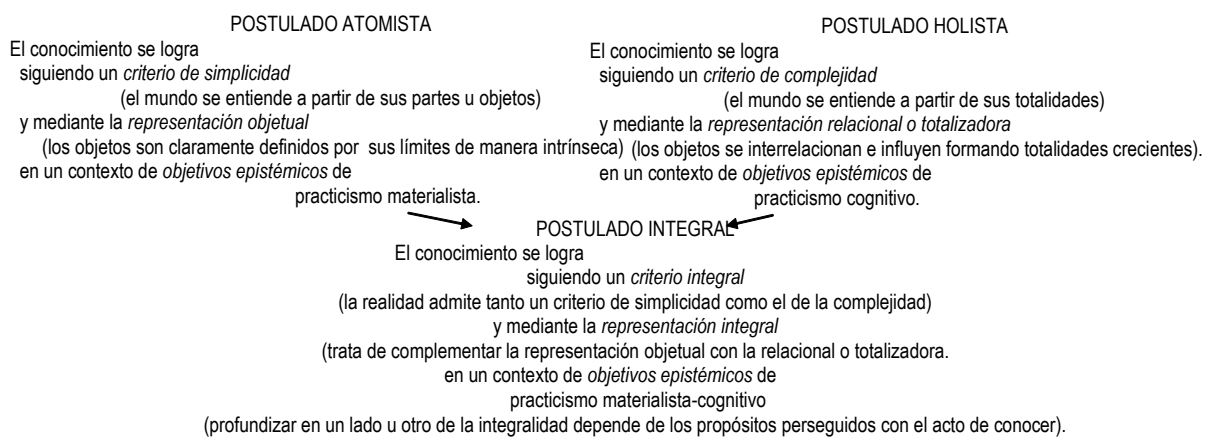 POSTULADO ATOMISTA
El conocimiento se logra
siguiendo un criterio de simplicidad
(el mundo se entiende a partir de sus partes u objetos)
y mediante la representación objetual
(los objetos son claramente definidos por sus límites de manera intrínseca)
en un contexto de objetivos epistémicos de
practicismo materialista.
POSTULADO HOLISTA
El conocimiento se logra
siguiendo un criterio de complejidad
(el mundo se entiende a partir de sus totalidades)
y mediante la representación relacional o totalizadora
(los objetos se interrelacionan e influyen formando totalidades crecientes).
en un contexto de objetivos epistémicos de
practicismo cognitivo.
POSTULADO INTEGRAL
El conocimiento se logra
siguiendo un criterio integral
(la realidad admite tanto un criterio de simplicidad como el de la complejidad)
y mediante la representación integral
(trata de complementar la representación objetual con la relacional o totalizadora.
en un contexto de objetivos epistémicos de
practicismo materialista-cognitivo
(profundizar en un lado u otro de la integralidad depende de los propósitos perseguidos con el acto de conocer).